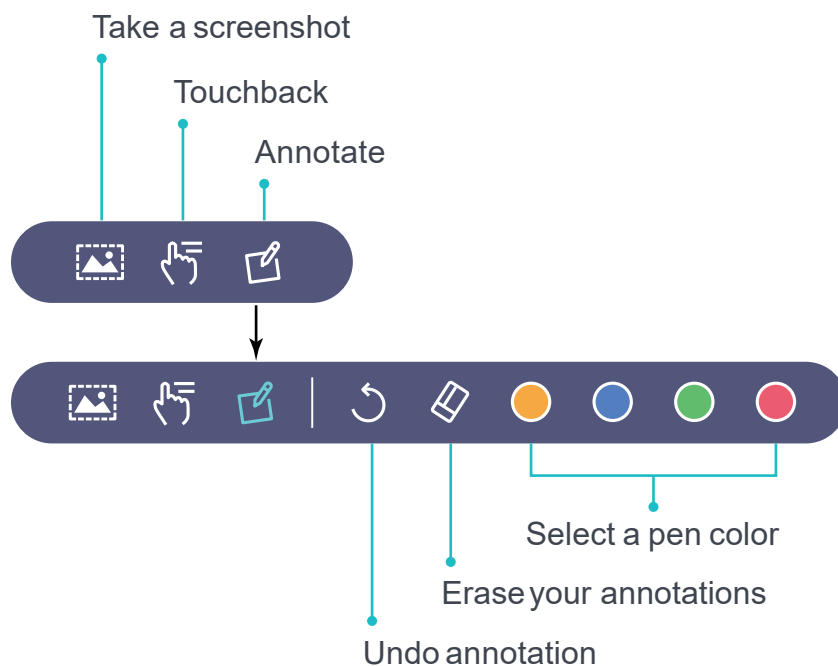 Take a screenshot
Touchback
Annotate
Select a pen color
Erase your annotations
Undo annotation